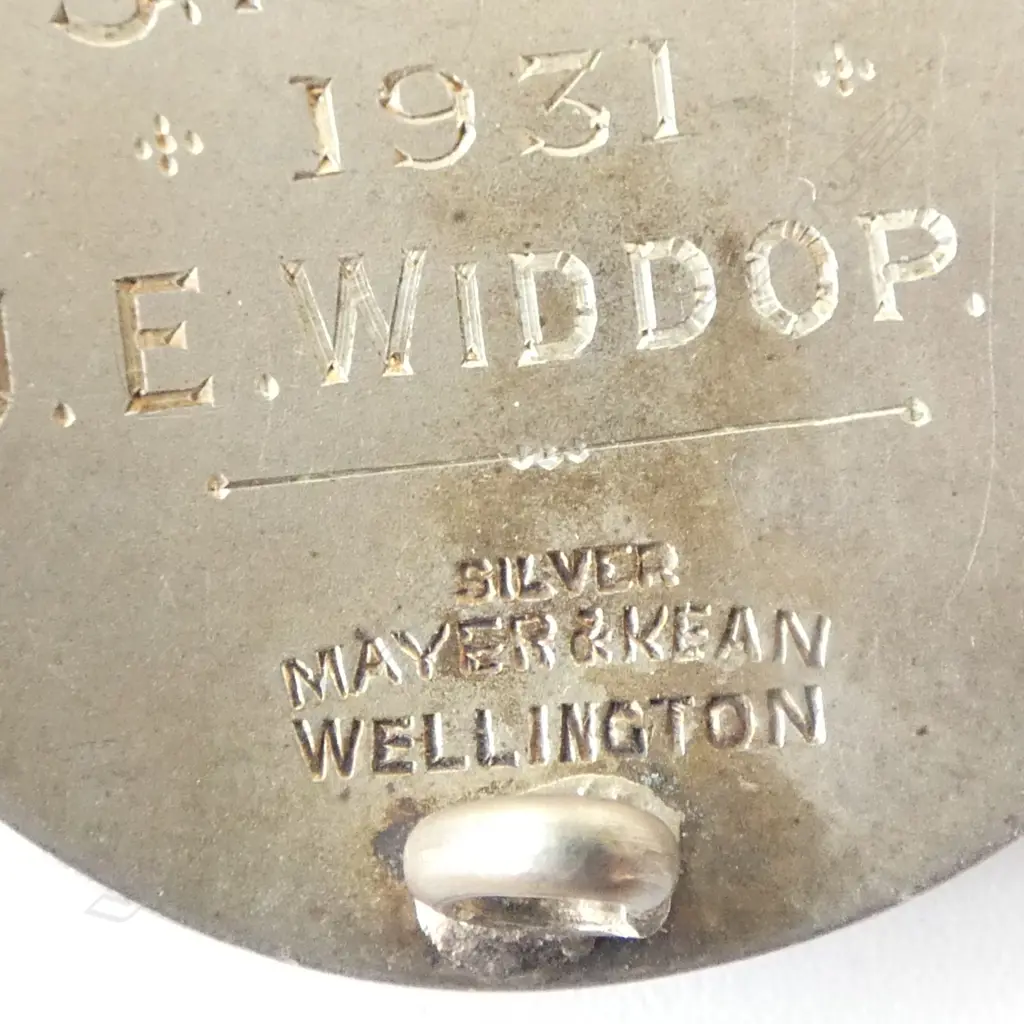 1931
J.E.WIDDOP.
SILVER
MAYER&KEAN
WELLINGTON